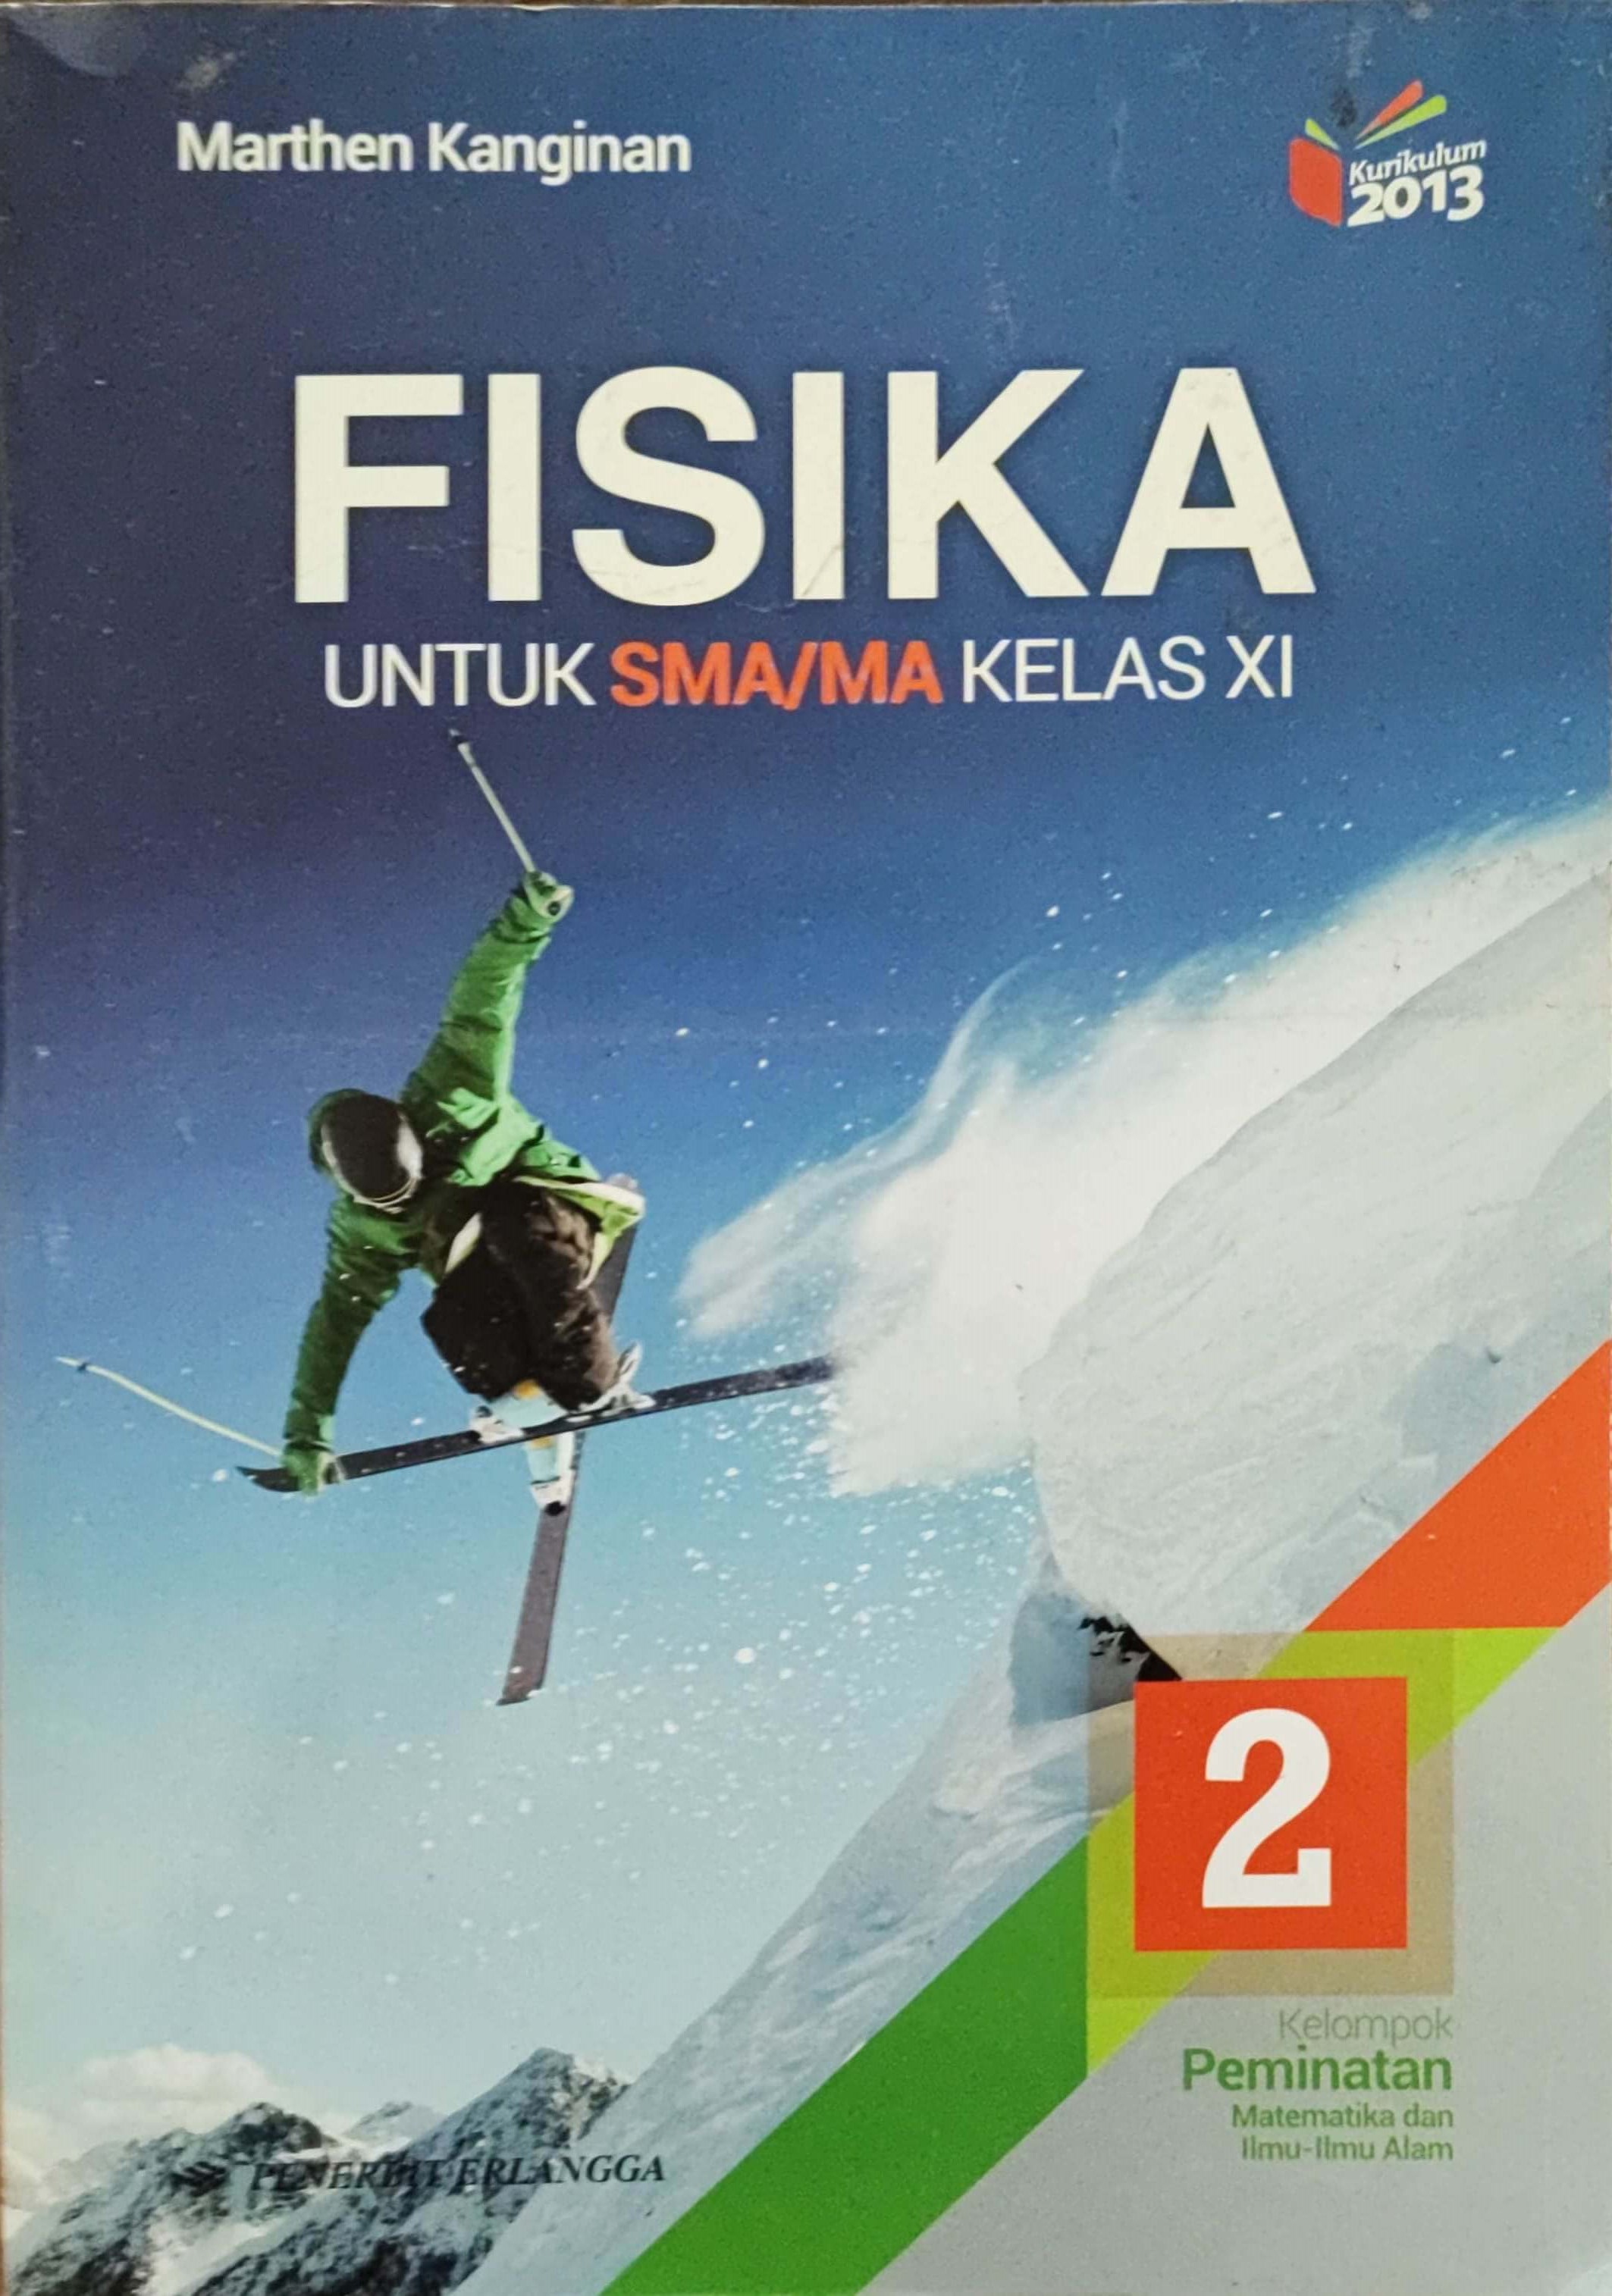 Marthen Kanginan
Kurikulum
2013
FISIKA
UNTUK SMA/MA KELAS XI
2
Kelompok
Peminatan
Matematika dan
Ilmu-Ilmu Alam
PENERBIT ERLANGGA